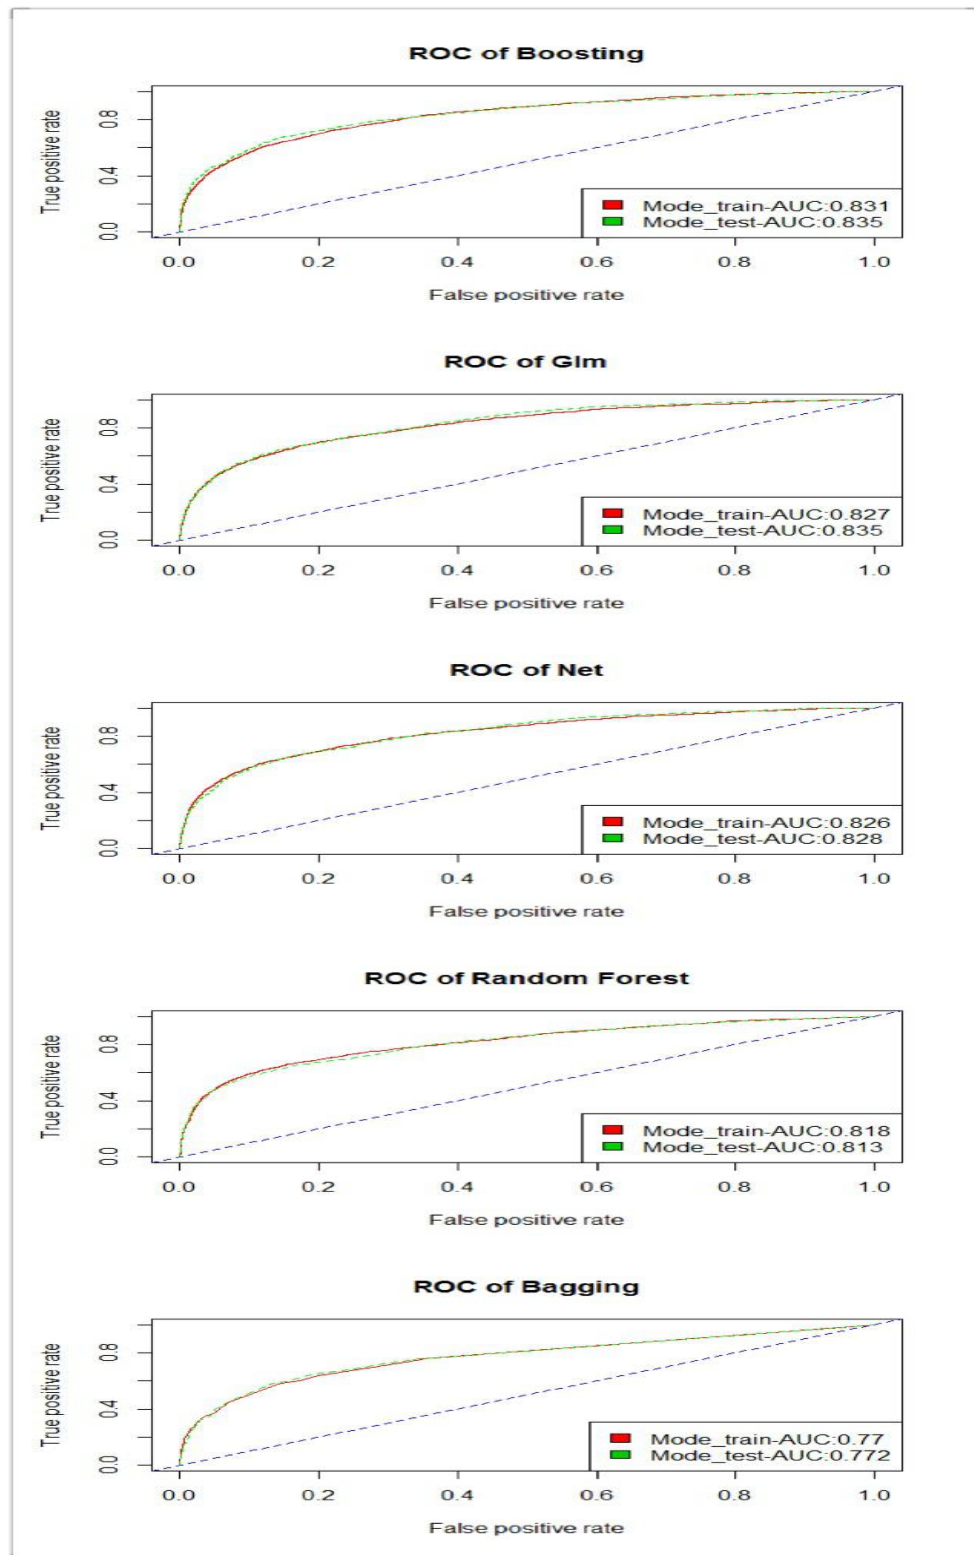 ROC of Boosting
True positive rate
0.8
0.4
0.0
Mode_train-AUC:0.831
Mode_test-AUC:0.835
0.0 0.2 0.4 0.6 0.8 1.0
False positive rate
ROC of Glm
True positive rate
0.8
0.4
0.0
Mode_train-AUC:0.827
Mode_test-AUC:0.835
0.0 0.2 0.4 0.6 0.8 1.0
False positive rate
ROC of Net
True positive rate
0.8
0.4
0.0
Mode_train-AUC:0.826
Mode_test-AUC:0.828
0.0 0.2 0.4 0.6 0.8 1.0
False positive rate
ROC of Random Forest
True positive rate
0.8
0.4
0.0
Mode_train-AUC:0.818
Mode_test-AUC:0.813
0.0 0.2 0.4 0.6 0.8 1.0
False positive rate
ROC of Bagging
True positive rate
0.8
0.4
0.0
Mode_train-AUC:0.77
Mode_test-AUC:0.772
0.0 0.2 0.4 0.6 0.8 1.0
False positive rate